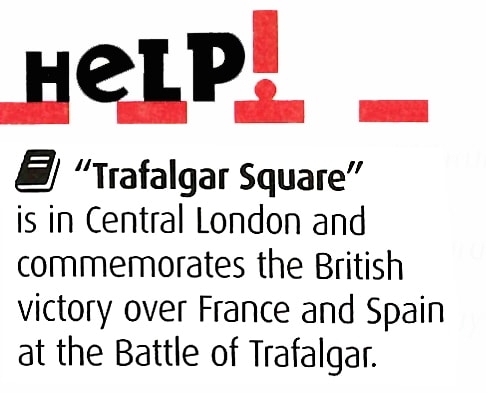 HeLP!
"Trafalgar Square"
is in Central London and
commemorates the British
victory over France and Spain
at the Battle of Trafalgar.